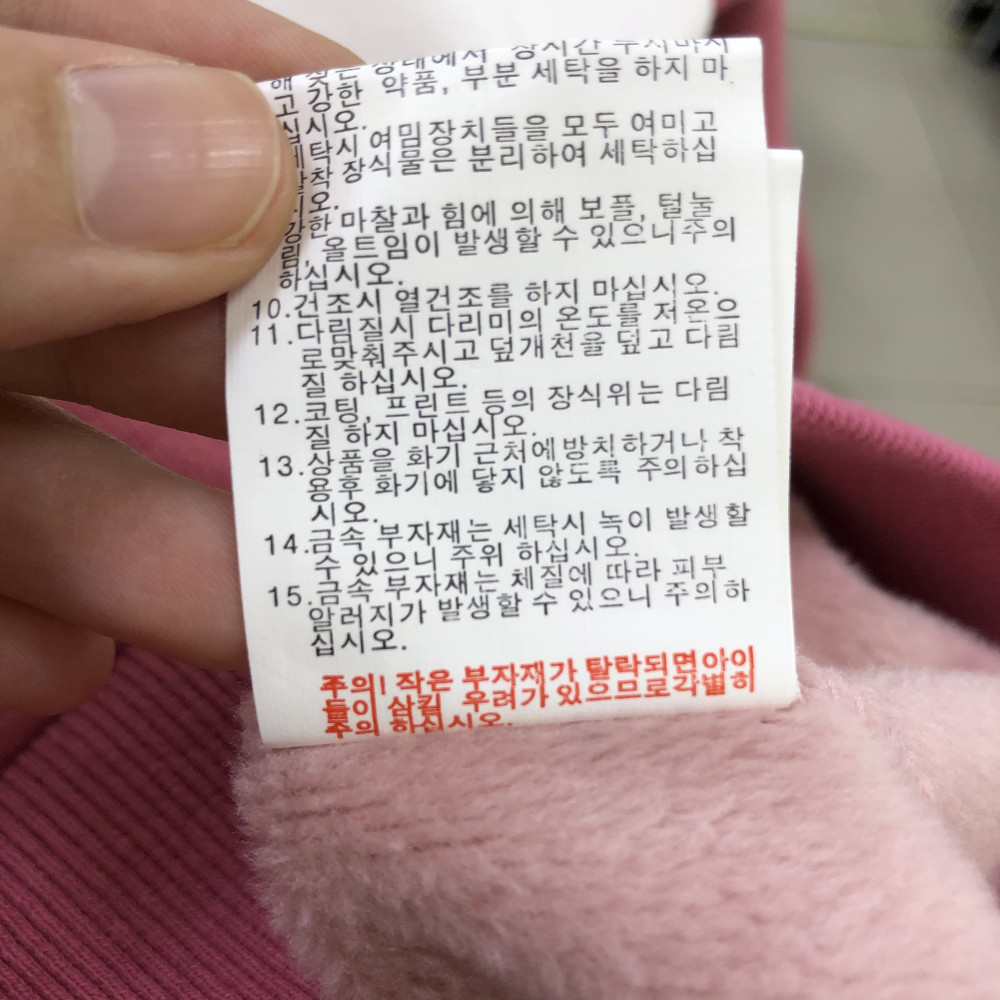 상태에서 장시간
고 강한 약품, 부분 세탁을 하지 마
십시오.
세탁시 여밈장치들을 모두 여미고
탈착 장식물은 분리하여 세탁하십
시오.
강한 마찰과 힘에 의해 보플, 털눌
림, 올트임이 발생할 수 있으니주의
하십시오.
10.건조시 열건조를 하지 마십시오.
11.다림질시 다리미의 온도를 저온으
로맞춰주시고 덮개천을 덮고 다림
질 하십시오.
12.코팅, 프린트 등의 장식위는 다림
질 하지 마십시오.
13.상품을 화기 근처에방치하거나 착
용후 화기에 닿지 않도록 주의하십
시오.
14.금속 부자재는 세탁시 녹이 발생할
수 있으니 주위 하십시오.
15.금속 부자재는 체질에 따라 피부
알러지가 발생할 수 있으니 주의하
십시오.
주의! 작은 부자재가 탈락되면아이
들이 삼킬 우려가 있으므로각별히
주의 하십시오.